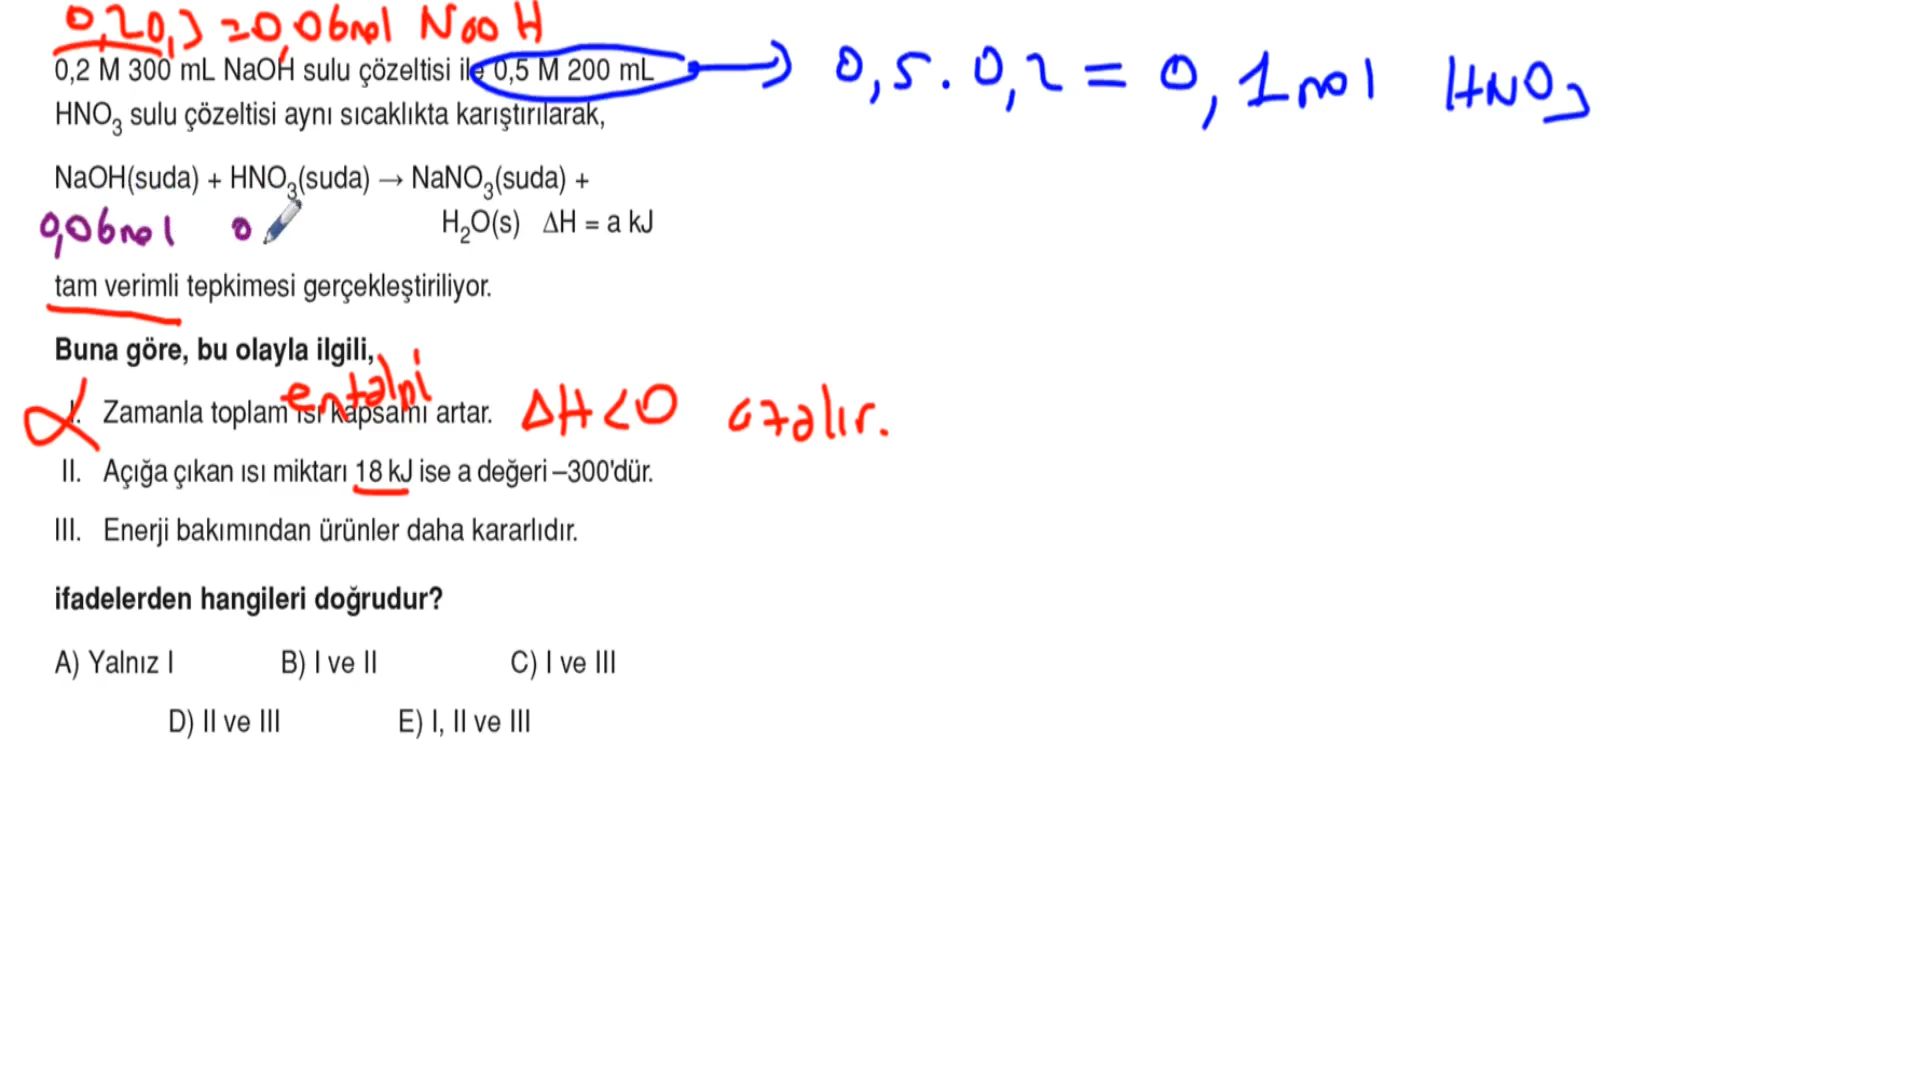 0,2 0,3 = 0,06 mol NaOH
0,2 M 300 mL NaOH sulu çözeltisi ile 0,5 M 200 mL → 0,5 . 0,2 = 0,1 mol HNO3
HNO3 sulu çözeltisi aynı sıcaklıkta karıştırılarak,
NaOH(suda) + HNO3(suda) → NaNO3(suda) +
H2O(s) ΔH = a kJ
0,06 mol 0
tam verimli tepkimesi gerçekleştiriliyor.
Buna göre, bu olayla ilgili,
entalpi
I. Zamanla toplam ısı kapsamı artar. ΔH<0 azalır.
II. Açığa çıkan ısı miktarı 18 kJ ise a değeri –300'dür.
III. Enerji bakımından ürünler daha kararlıdır.
ifadelerden hangileri doğrudur?
A) Yalnız I B) I ve II C) I ve III
D) II ve III E) I, II ve III